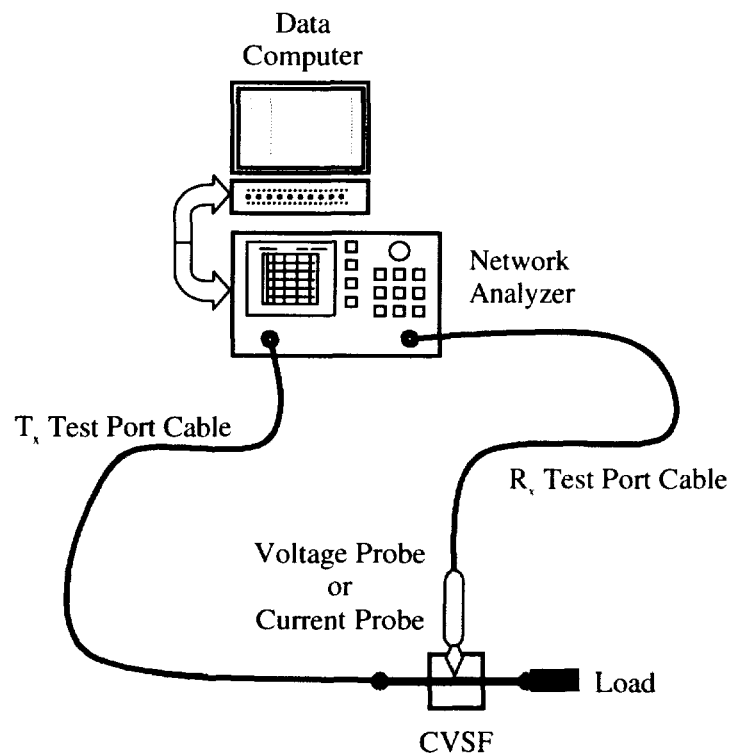 Data
Computer
Network
Analyzer
Tx Test Port Cable
Rx Test Port Cable
Voltage Probe
or
Current Probe
Load
CVSF